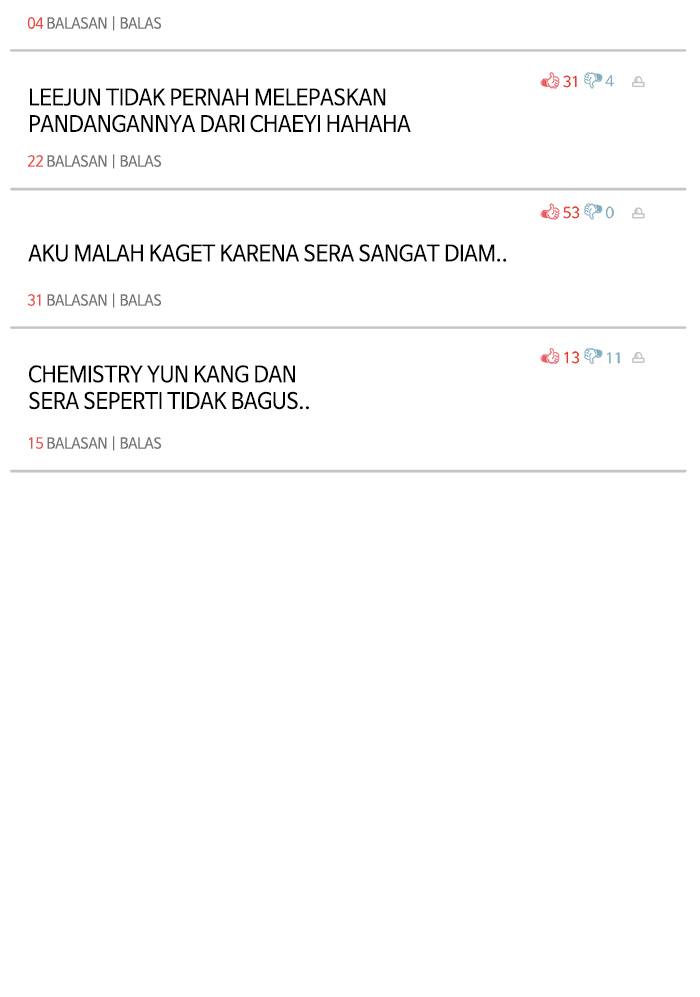 04 BALASAN | BALAS
31 4
LEEJUN TIDAK PERNAH MELEPASKAN
PANDANGANNYA DARI CHAEYI HAHAHA
22 BALASAN | BALAS
53 0
AKU MALAH KAGET KARENA SERA SANGAT DIAM..
31 BALASAN | BALAS
13 11
CHEMISTRY YUN KANG DAN
SERA SEPERTI TIDAK BAGUS..
15 BALASAN | BALAS